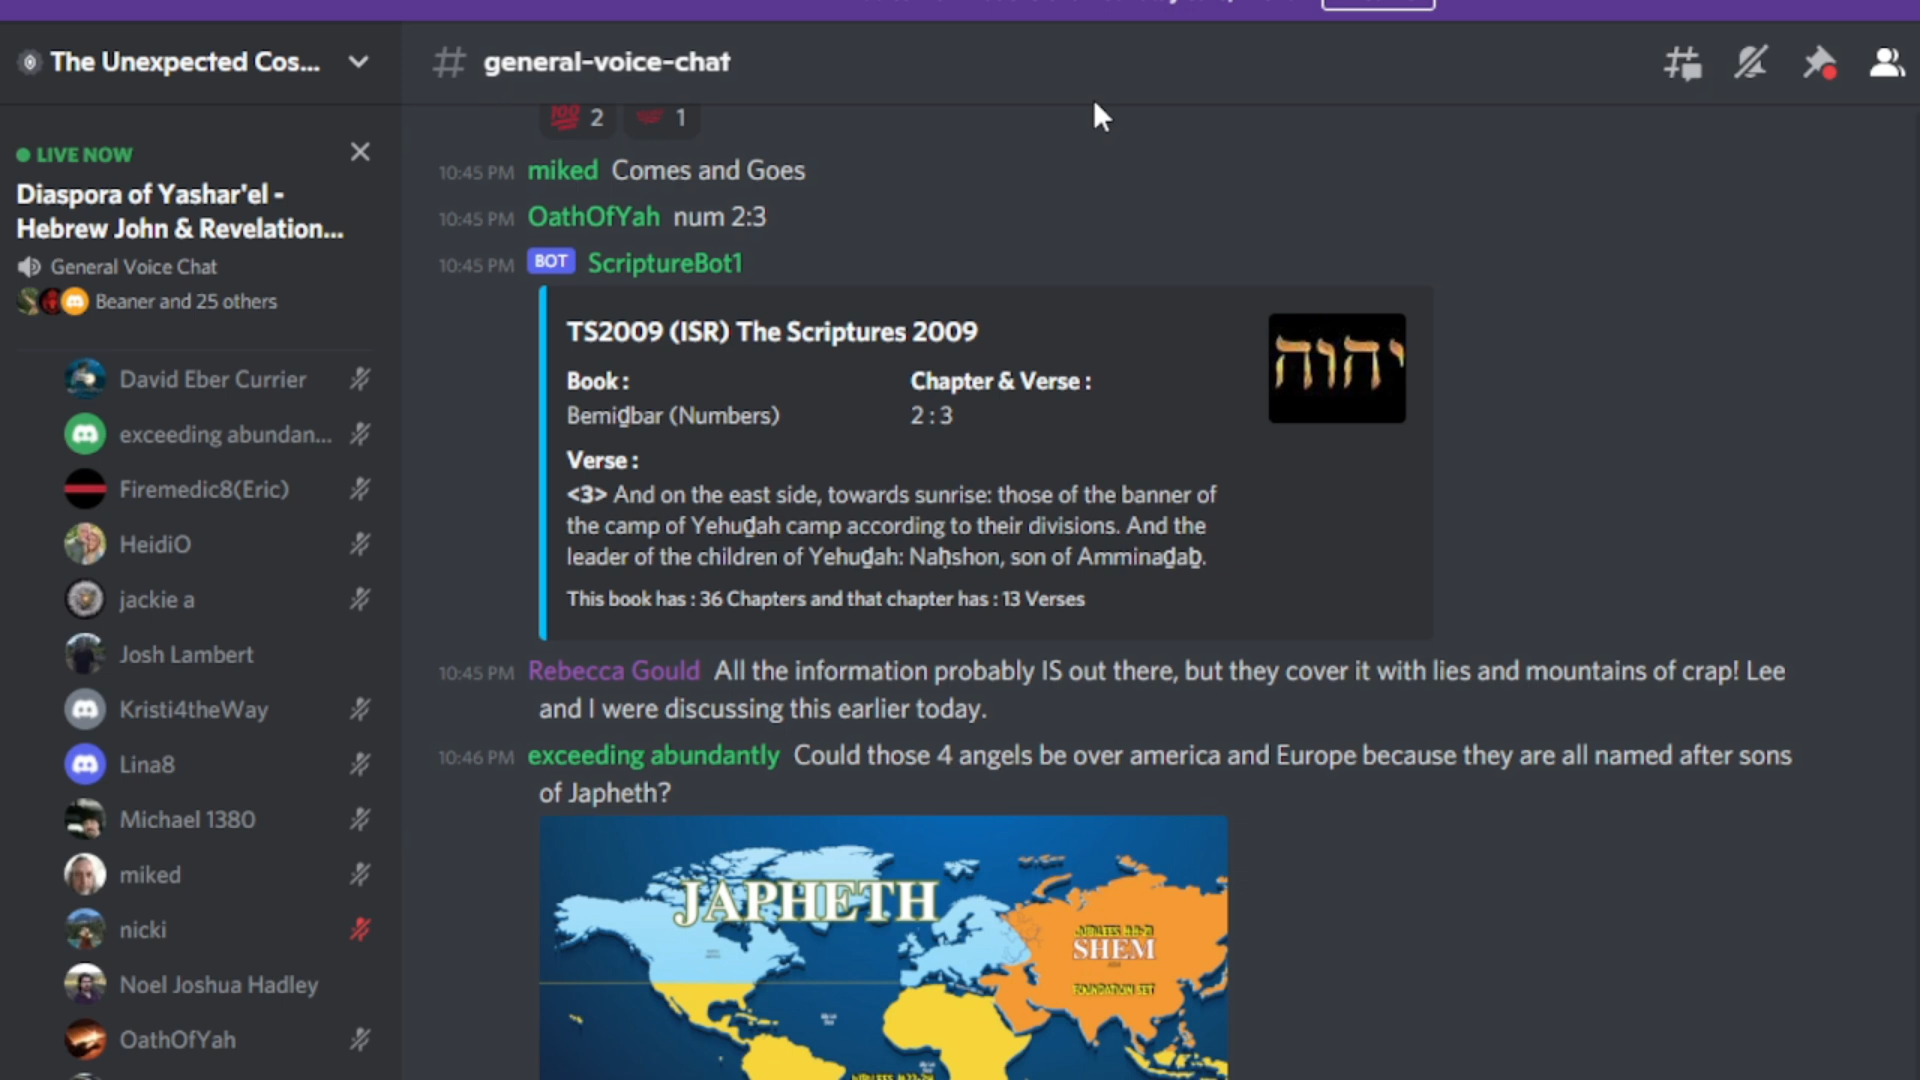 The Unexpected Cos...
general-voice-chat
LIVE NOW
Diaspora of Yashar'el -
Hebrew John & Revelation...
General Voice Chat
Beaner and 25 others
David Eber Currier
exceeding abundan...
Firemedic8(Eric)
HeidiO
jackie a
Josh Lambert
Kristi4theWay
Lina8
Michael 1380
miked
nicki
Noel Joshua Hadley
OathOfYah
100 2 1
10:45 PM miked Comes and Goes
10:45 PM OathOfYah num 2:3
10:45 PM BOT ScriptureBot1
TS2009 (ISR) The Scriptures 2009
יהוה
Book : Chapter & Verse :
Bemiḏbar (Numbers) 2 : 3
Verse :
<3> And on the east side, towards sunrise: those of the banner of
the camp of Yehuḏah camp according to their divisions. And the
leader of the children of Yehuḏah: Naḥshon, son of Amminaḏaḇ.
This book has : 36 Chapters and that chapter has : 13 Verses
10:45 PM Rebecca Gould All the information probably IS out there, but they cover it with lies and mountains of crap! Lee
and I were discussing this earlier today.
10:46 PM exceeding abundantly Could those 4 angels be over america and Europe because they are all named after sons
of Japheth?
JAPHETH
SHEM